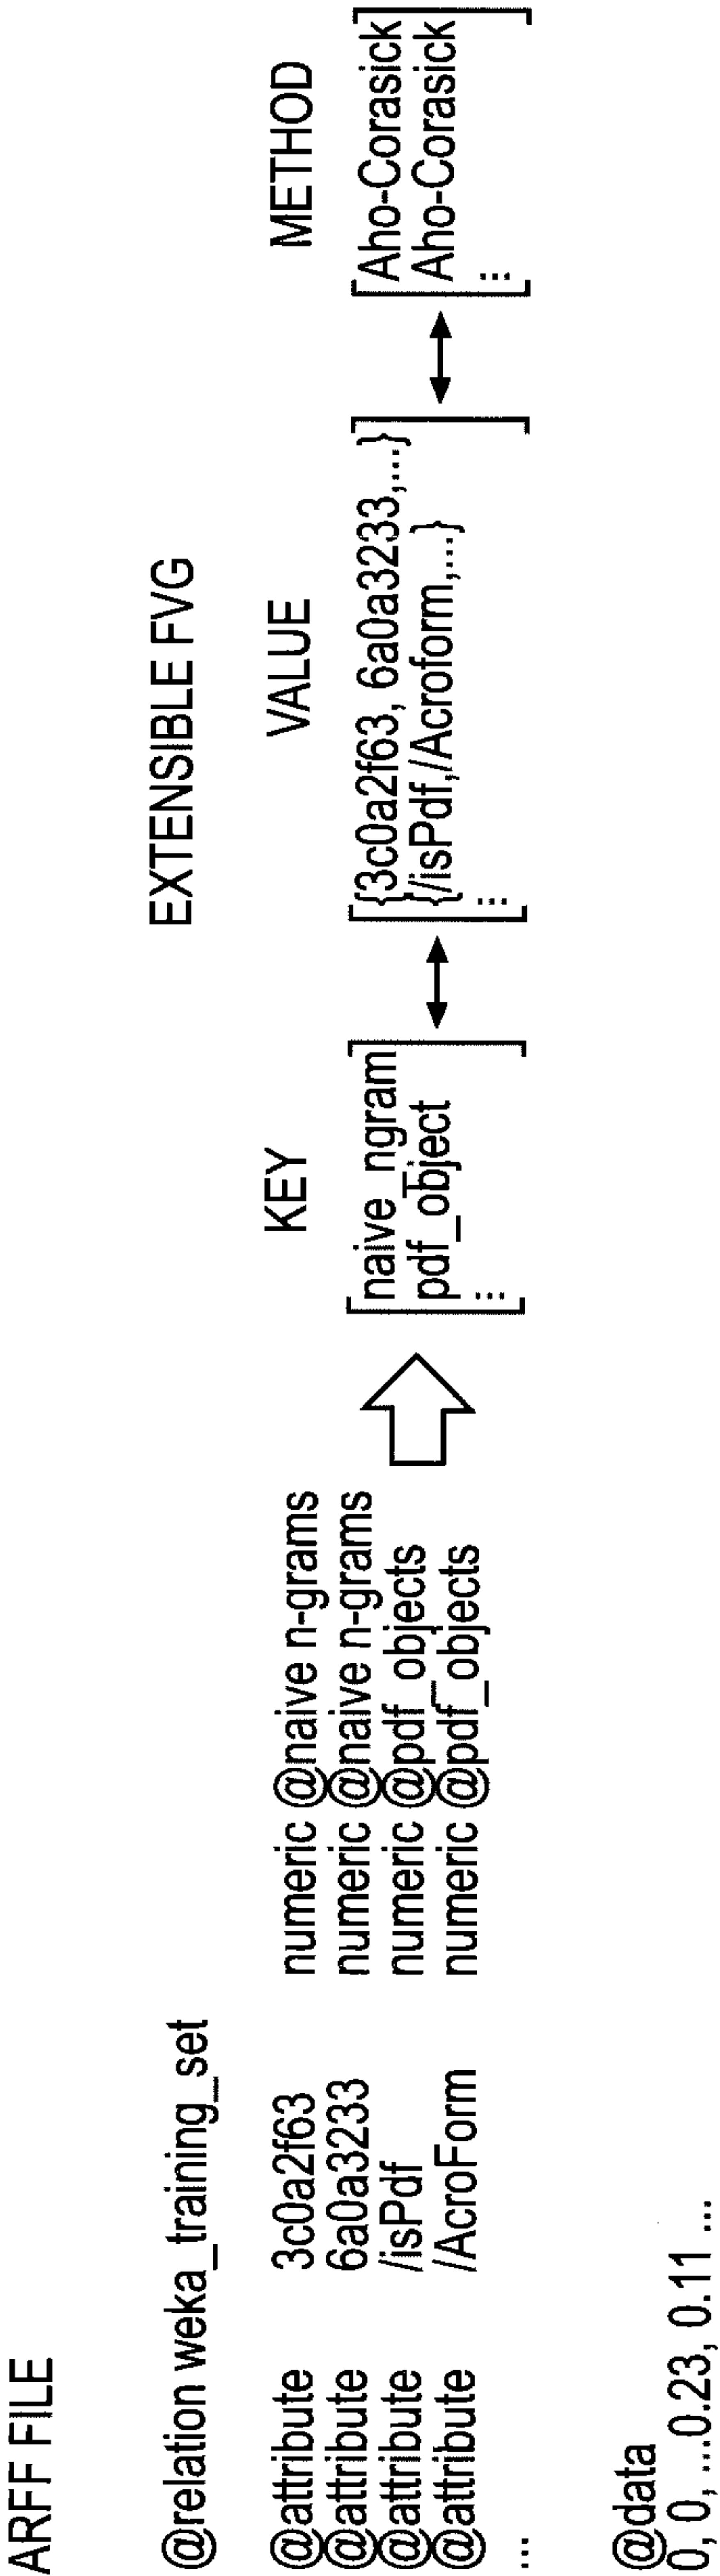 ARFF FILE
@relation weka_training_set
@attribute 3c0a2f63 numeric @naive n-grams
@attribute 6a0a3233 numeric @naive n-grams
@attribute /isPdf numeric @pdf_objects
@attribute /AcroForm numeric @pdf_objects
...
@data
0, 0, ...0.23, 0.11 ...
EXTENSIBLE FVG
KEY
naive_ngram
pdf_object
...
VALUE
{3c0a2f63, 6a0a3233,...}
{/isPdf,/Acroform,...}
...
METHOD
Aho-Corasick
Aho-Corasick
...